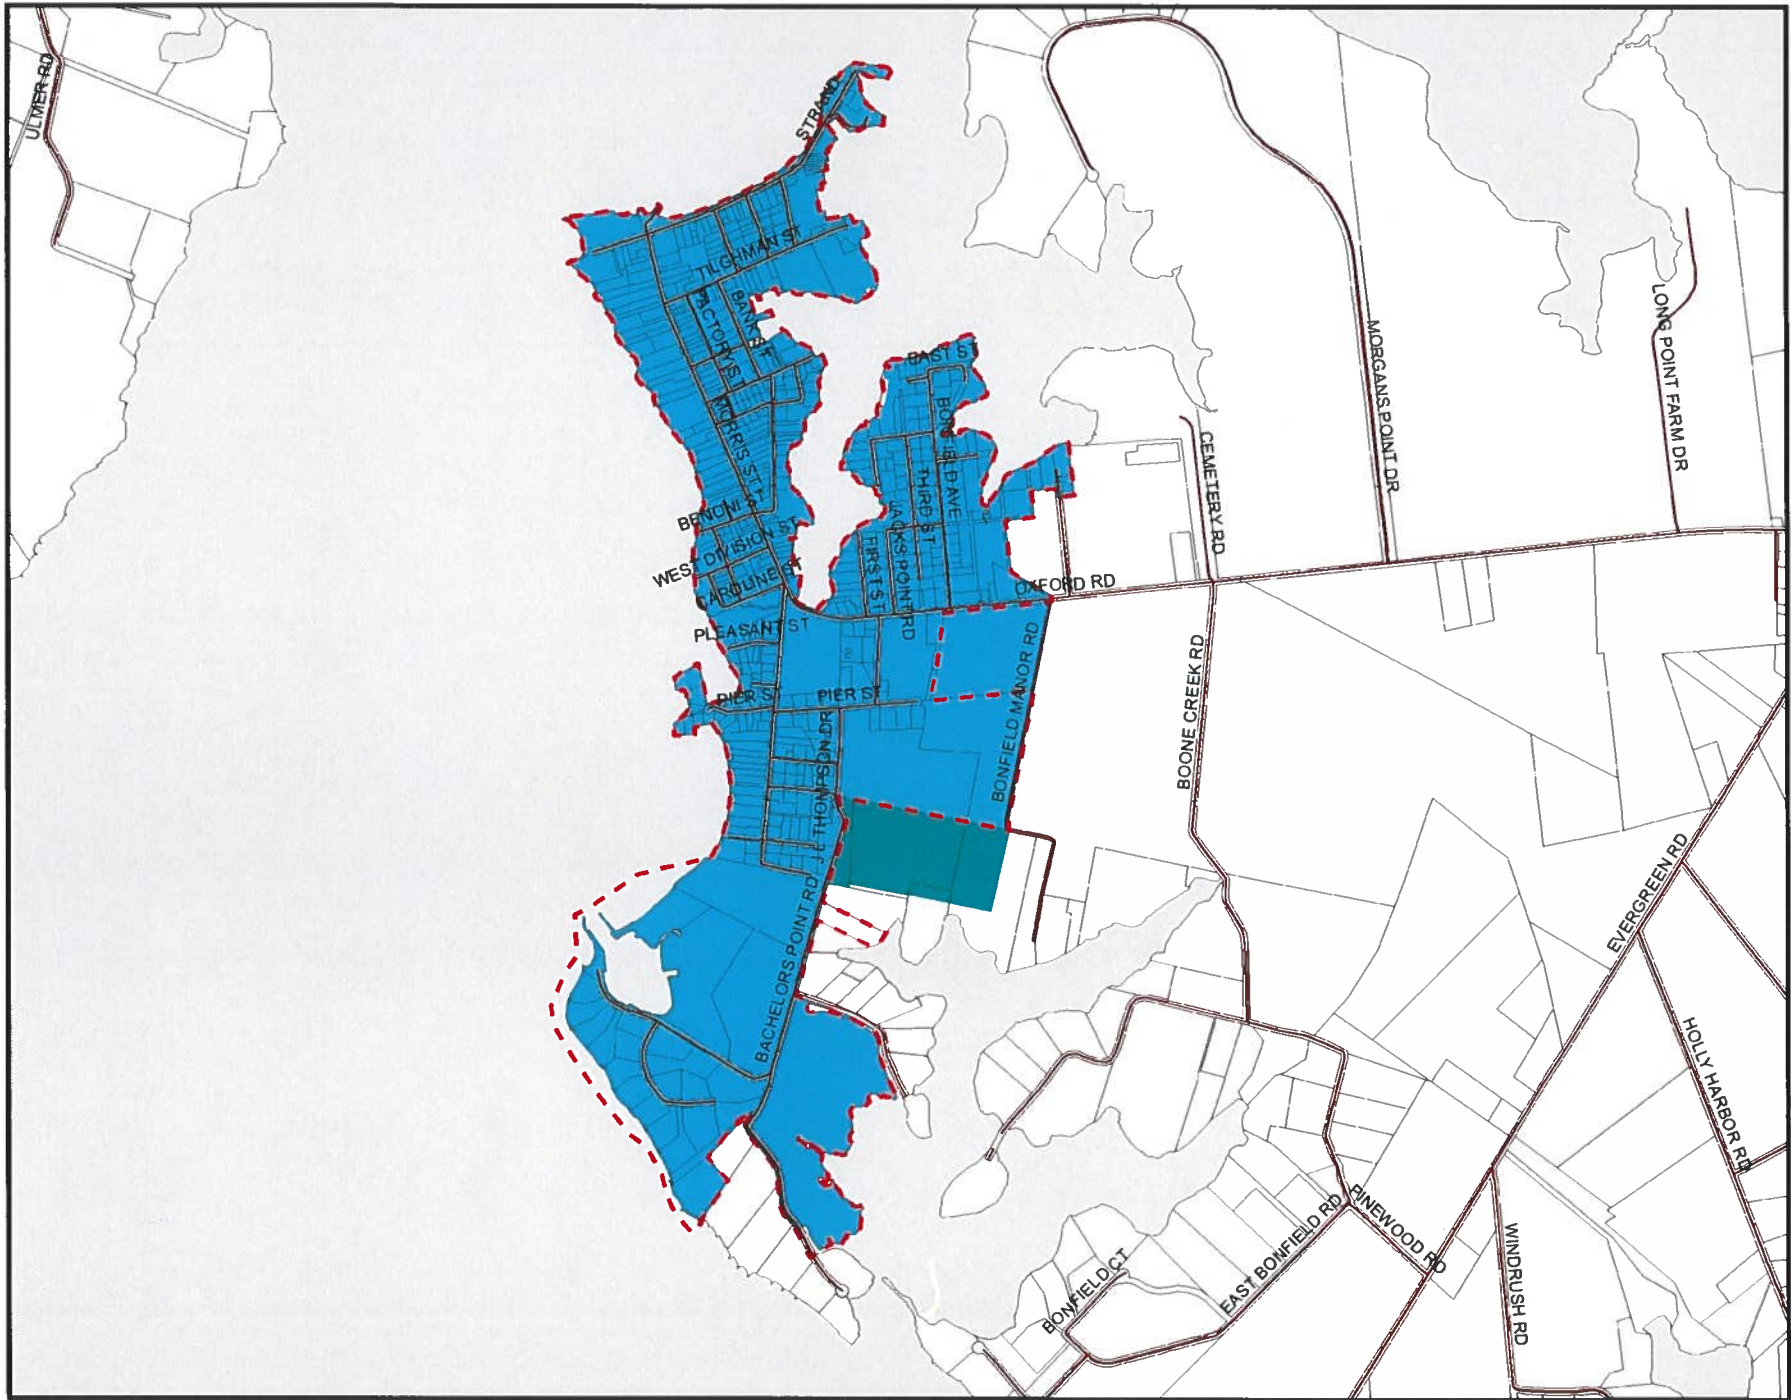 ULMER RD
STRAND
TILGHMAN ST
BANK ST
FACTORY ST
MORRIS ST
EAST ST
BONFIELD AVE
THIRD ST
JACKS POINT RD
FIRST ST
BENONI ST
WEST DIVISION ST
CAROLINE ST
PLEASANT ST
PIER ST
PIER ST
OXFORD RD
CEMETERY RD
MORGANS POINT DR
LONG POINT FARM DR
BONFIELD MANOR RD
BOONE CREEK RD
J L THOMPSON DR
BACHELORS POINT RD
EVERGREEN RD
HOLLY HARBOR RD
PINEWOOD RD
EAST BONFIELD RD
BONFIELD CT
WINDRUSH RD